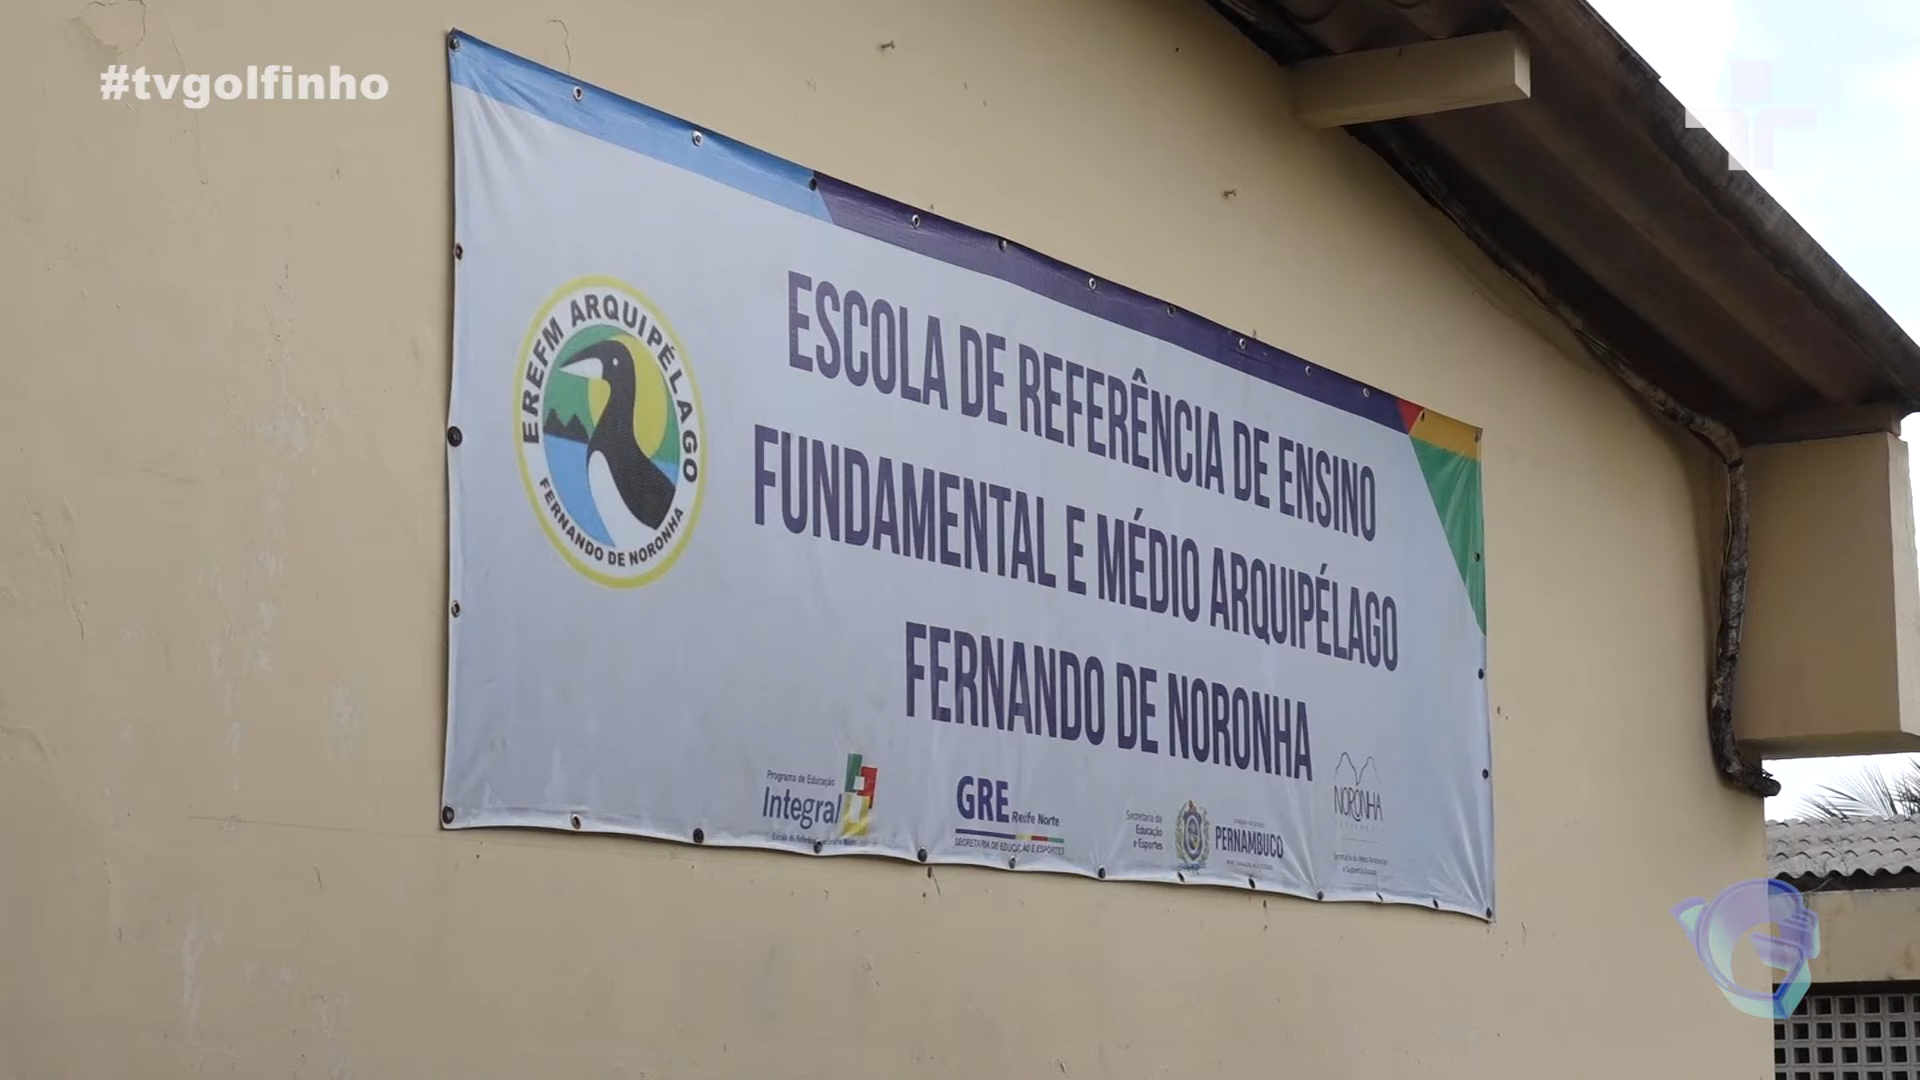 #tvgolfinho
EREFM ARQUIPÉLAGO
FERNANDO DE NORONHA
ESCOLA DE REFERÊNCIA DE ENSINO
FUNDAMENTAL E MÉDIO ARQUIPÉLAGO
FERNANDO DE NORONHA
Programa de Educação
Integral
GRE Recife Norte
SECRETARIA DE EDUCAÇÃO E ESPORTES
Secretaria de
Educação
e Esportes
PERNAMBUCO
NORONHA